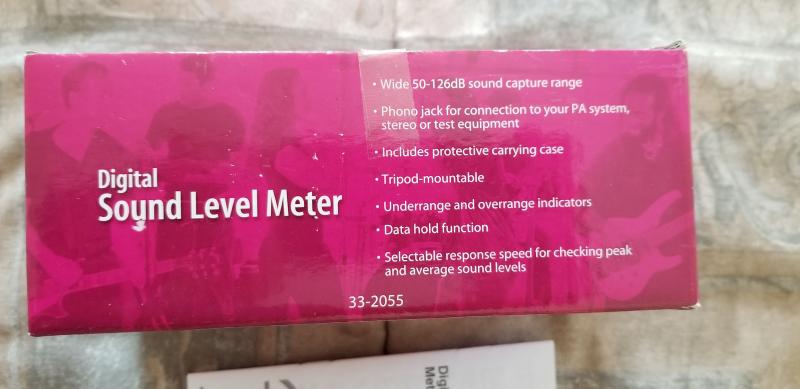 Digital
Sound Level Meter
• Wide 50-126dB sound capture range
• Phono jack for connection to your PA system,
stereo or test equipment
• Includes protective carrying case
• Tripod-mountable
• Underrange and overrange indicators
• Data hold function
• Selectable response speed for checking peak
and average sound levels
33-2055
Digi
Met